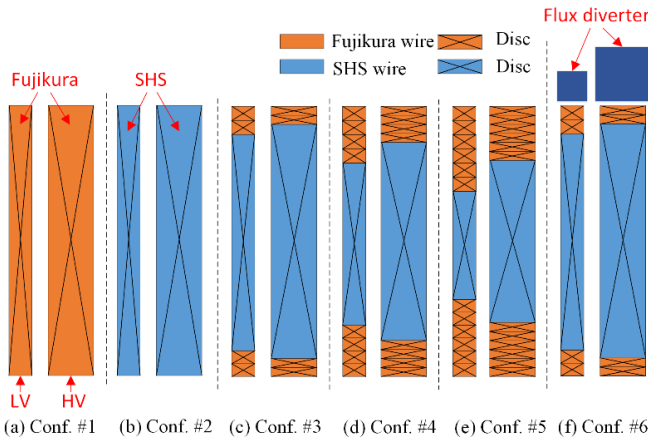 Flux diverter
Fujikura wire
Disc
SHS wire
Disc
Fujikura
SHS
LV
HV
(a) Conf. #1
(b) Conf. #2
(c) Conf. #3
(d) Conf. #4
(e) Conf. #5
(f) Conf. #6